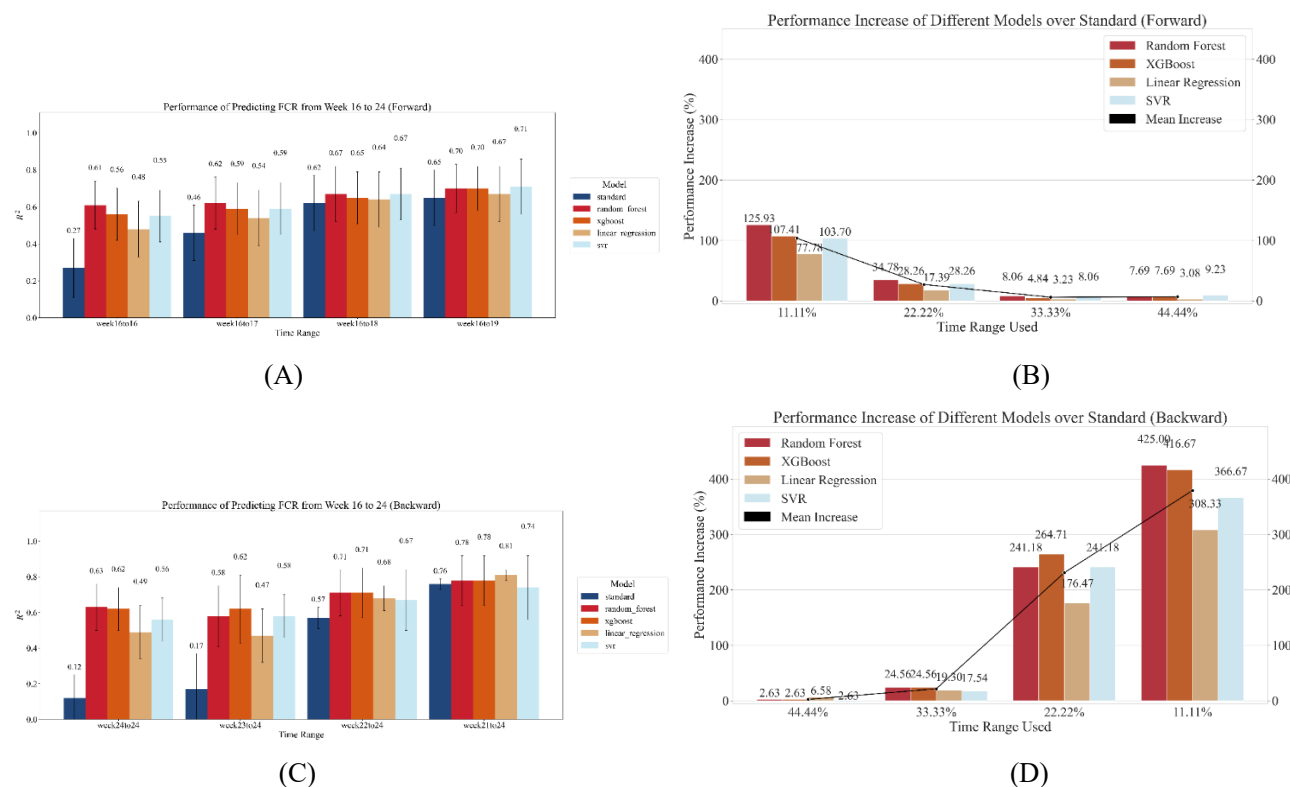 Performance of Predicting FCR from Week 16 to 24 (Forward)
R²
1.0
0.8
0.6
0.4
0.2
0.0
0.27
0.61
0.56
0.48
0.55
0.46
0.62
0.59
0.54
0.59
0.62
0.67
0.65
0.64
0.67
0.65
0.70
0.70
0.67
0.71
Model
standard
random_forest
xgboost
linear_regression
svr
week16to16
week16to17
week16to18
week16to19
Time Range
(A)
Performance Increase of Different Models over Standard (Forward)
Performance Increase (%)
400
300
200
100
0
400
300
200
100
0
Random Forest
XGBoost
Linear Regression
SVR
Mean Increase
125.93
107.41
77.78
103.70
34.78
28.26
17.39
28.26
8.06
4.84
3.23
8.06
7.69
7.69
3.08
9.23
11.11%
22.22%
33.33%
44.44%
Time Range Used
(B)
Performance of Predicting FCR from Week 16 to 24 (Backward)
R²
1.0
0.8
0.6
0.4
0.2
0.0
0.12
0.63
0.62
0.49
0.56
0.17
0.58
0.62
0.47
0.58
0.57
0.71
0.71
0.68
0.67
0.76
0.78
0.78
0.81
0.74
Model
standard
random_forest
xgboost
linear_regression
svr
week24to24
week23to24
week22to24
week21to24
Time Range
(C)
Performance Increase of Different Models over Standard (Backward)
Performance Increase (%)
400
300
200
100
0
400
300
200
100
0
Random Forest
XGBoost
Linear Regression
SVR
Mean Increase
2.63
2.63
6.58
2.63
24.56
24.56
19.30
17.54
241.18
264.71
176.47
241.18
425.00
416.67
308.33
366.67
44.44%
33.33%
22.22%
11.11%
Time Range Used
(D)